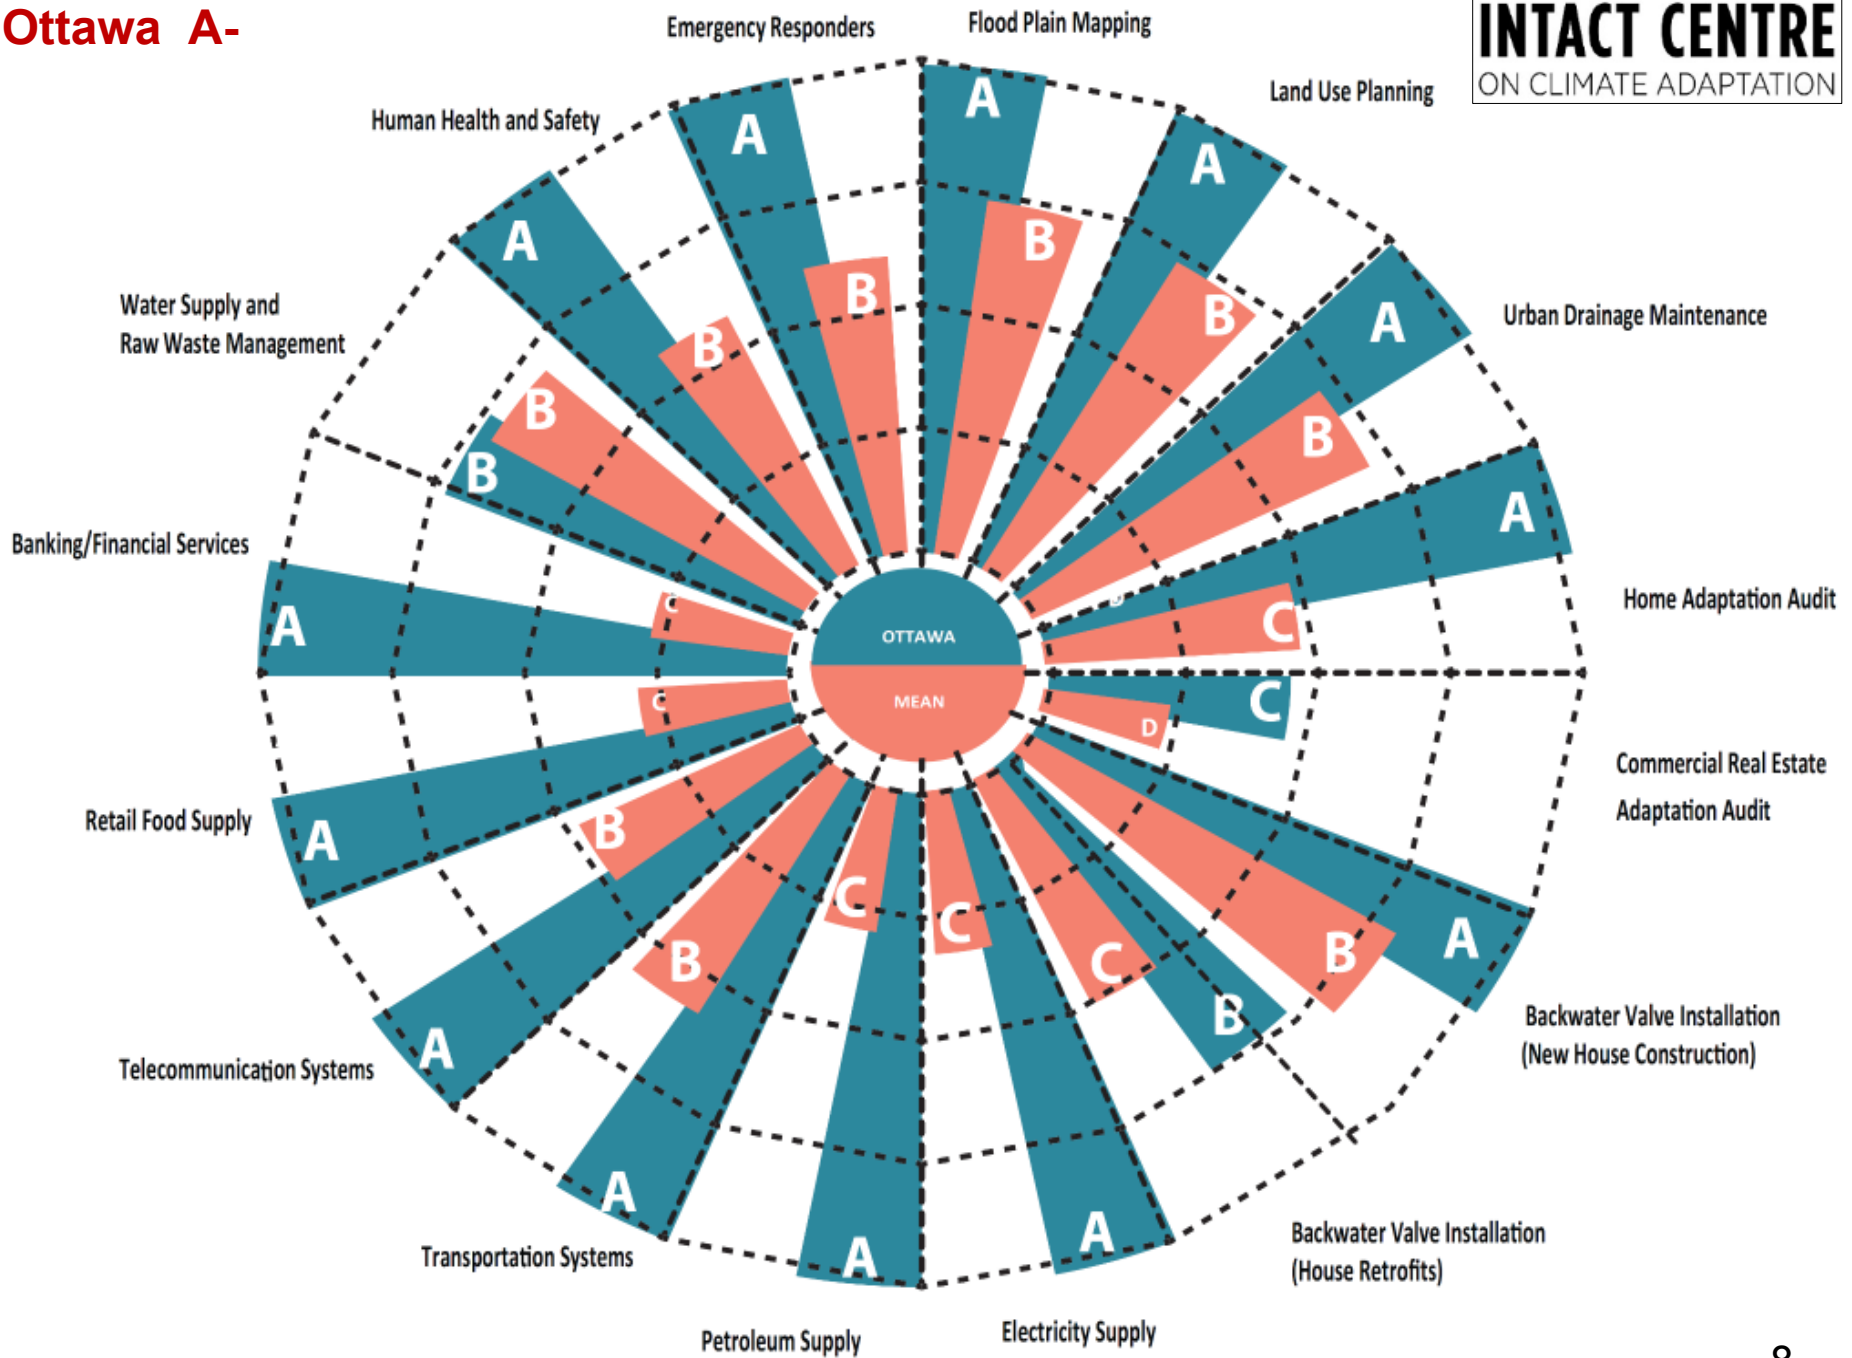 Ottawa A-
INTACT CENTRE
ON CLIMATE ADAPTATION
Emergency Responders
Flood Plain Mapping
Land Use Planning
Human Health and Safety
Urban Drainage Maintenance
Water Supply and
Raw Waste Management
Banking/Financial Services
Home Adaptation Audit
Retail Food Supply
Commercial Real Estate
Adaptation Audit
Telecommunication Systems
Backwater Valve Installation
(New House Construction)
Transportation Systems
Backwater Valve Installation
(House Retrofits)
Petroleum Supply
Electricity Supply
OTTAWA
MEAN
A
B
A
B
A
B
A
C
D
C
D
A
B
B
C
A
C
A
C
A
B
A
B
A
C
A
C
B
B
A
B
A
B